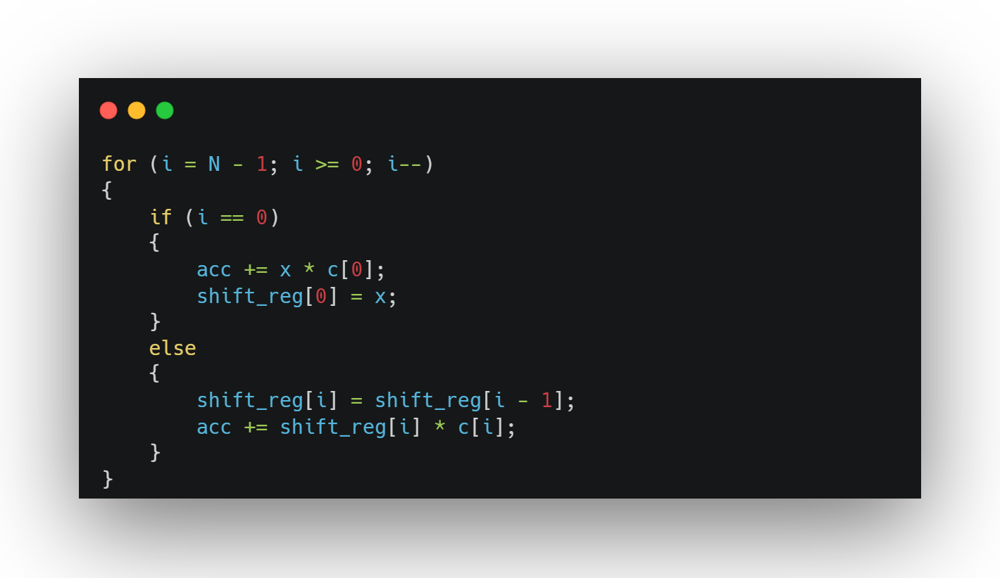 for (i = N - 1; i >= 0; i--)
{
    if (i == 0)
    {
        acc += x * c[0];
        shift_reg[0] = x;
    }
    else
    {
        shift_reg[i] = shift_reg[i - 1];
        acc += shift_reg[i] * c[i];
    }
}